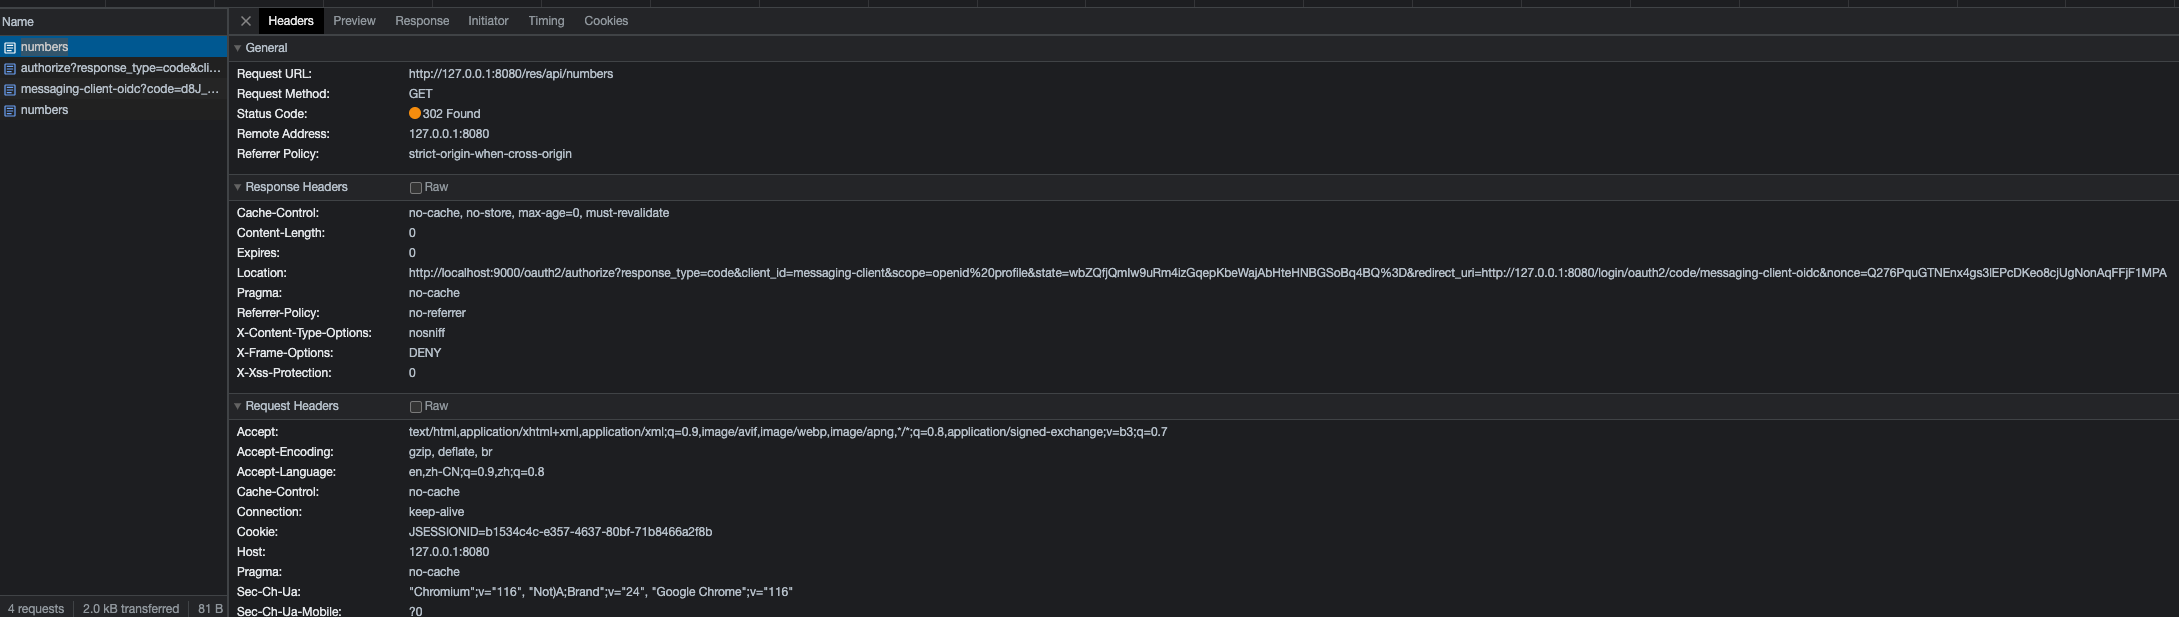 Name
numbers
authorize?response_type=code&cli...
messaging-client-oidc?code=d8J_...
numbers
4 requests 2.0 kB transferred 81 B
Headers Preview Response Initiator Timing Cookies
General
Request URL: http://127.0.0.1:8080/res/api/numbers
Request Method: GET
Status Code: 302 Found
Remote Address: 127.0.0.1:8080
Referrer Policy: strict-origin-when-cross-origin
Response Headers Raw
Cache-Control: no-cache, no-store, max-age=0, must-revalidate
Content-Length: 0
Expires: 0
Location: http://localhost:9000/oauth2/authorize?response_type=code&client_id=messaging-client&scope=openid%20profile&state=wbZQfjQmIw9uRm4izGqepKbeWajAbHteHNBGSoBq4BQ%3D&redirect_uri=http://127.0.0.1:8080/login/oauth2/code/messaging-client-oidc&nonce=Q276PquGTNEnx4gs3lEPcDKeo8cjUgNonAqFFjF1MPA
Pragma: no-cache
Referrer-Policy: no-referrer
X-Content-Type-Options: nosniff
X-Frame-Options: DENY
X-Xss-Protection: 0
Request Headers Raw
Accept: text/html,application/xhtml+xml,application/xml;q=0.9,image/avif,image/webp,image/apng,*/*;q=0.8,application/signed-exchange;v=b3;q=0.7
Accept-Encoding: gzip, deflate, br
Accept-Language: en,zh-CN;q=0.9,zh;q=0.8
Cache-Control: no-cache
Connection: keep-alive
Cookie: JSESSIONID=b1534c4c-e357-4637-80bf-71b8466a2f8b
Host: 127.0.0.1:8080
Pragma: no-cache
Sec-Ch-Ua: "Chromium";v="116", "Not)A;Brand";v="24", "Google Chrome";v="116"
Sec-Ch-Ua-Mobile: ?0